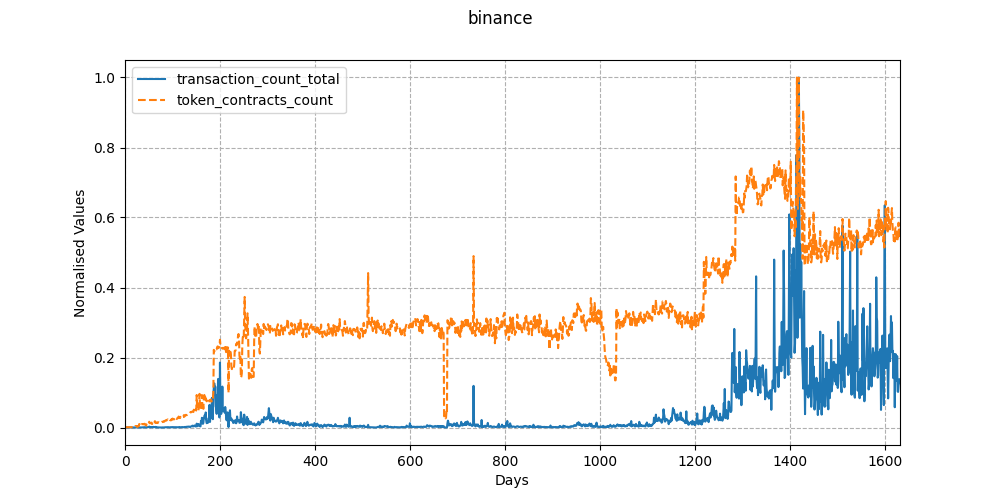 binance
transaction_count_total
token_contracts_count
Normalised Values
1.0
0.8
0.6
0.4
0.2
0.0
0 200 400 600 800 1000 1200 1400 1600
Days